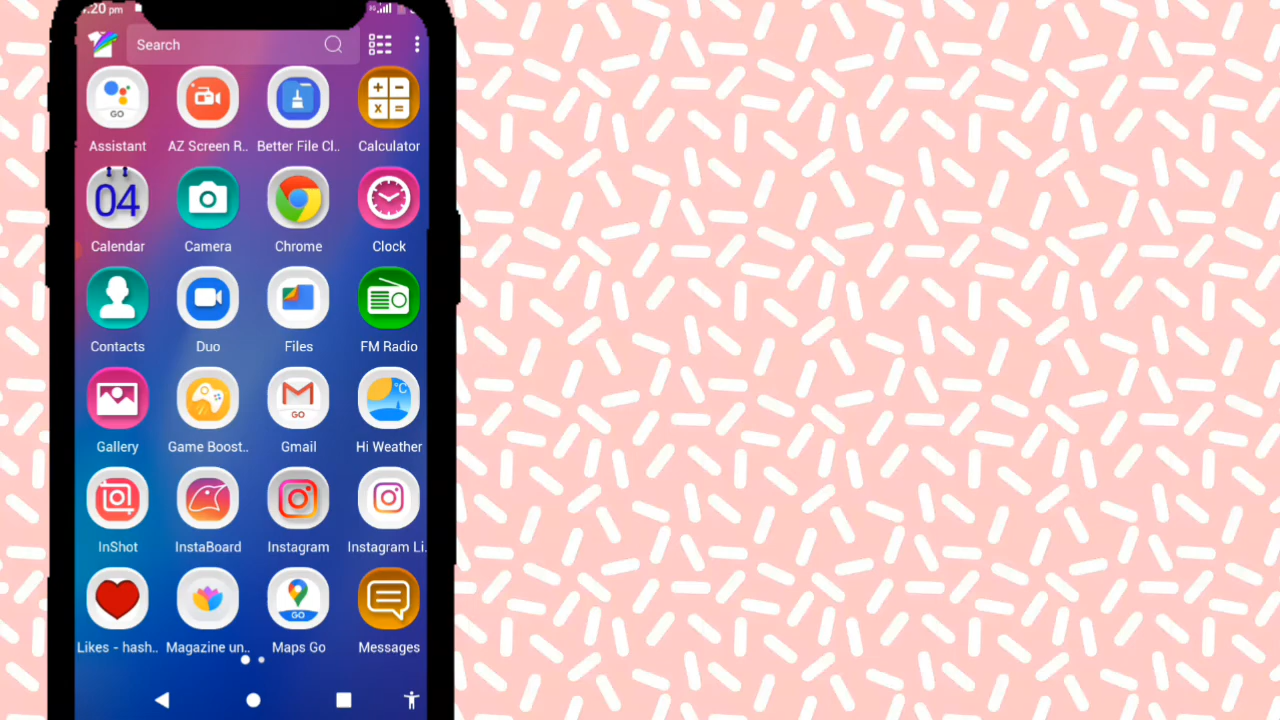 :20 pm
Search
GO
Assistant AZ Screen R.. Better File Cl.. Calculator
04
Calendar Camera Chrome Clock
Contacts Duo Files FM Radio
°C
GO
Gallery Game Boost.. Gmail Hi Weather
InShot InstaBoard Instagram Instagram Li.
GO
Likes - hash.. Magazine un.. Maps Go Messages